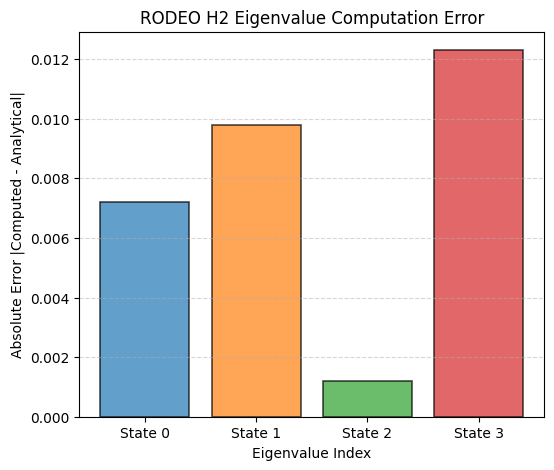 RODEO H2 Eigenvalue Computation Error
Absolute Error |Computed - Analytical|
0.012
0.010
0.008
0.006
0.004
0.002
0.000
State 0 State 1 State 2 State 3
Eigenvalue Index